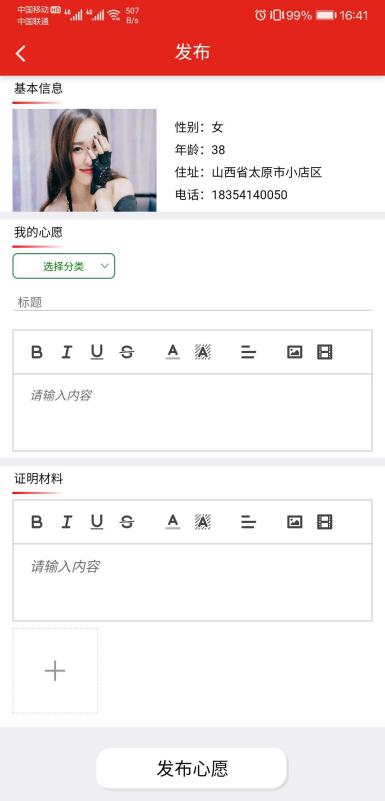 中国移动 HD 4G 4G 507 B/s 99% 16:41
中国联通
发布
基本信息
性别：女
年龄：38
住址：山西省太原市小店区
电话：18354140050
我的心愿
选择分类
标题
B I U S A A
请输入内容
证明材料
B I U S A A
请输入内容
发布心愿